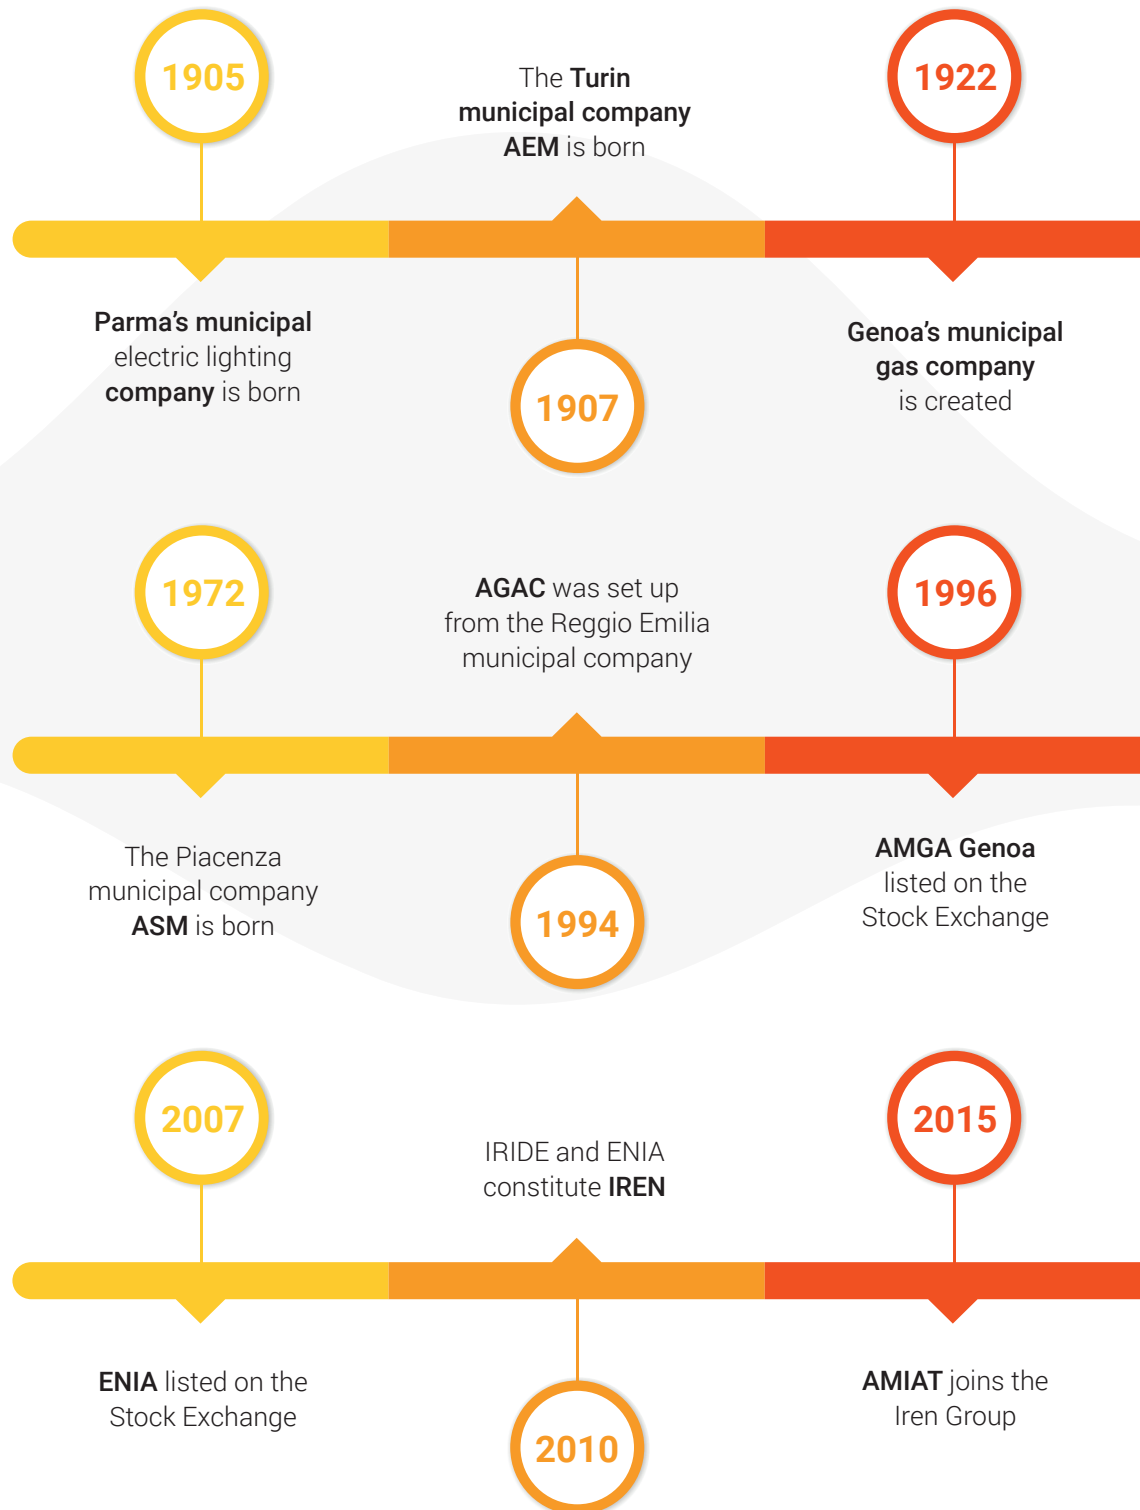 1905
Parma's municipal
electric lighting
company is born
The Turin
municipal company
AEM is born
1907
1922
Genoa's municipal
gas company
is created
1972
The Piacenza
municipal company
ASM is born
AGAC was set up
from the Reggio Emilia
municipal company
1994
1996
AMGA Genoa
listed on the
Stock Exchange
2007
ENIA listed on the
Stock Exchange
IRIDE and ENIA
constitute IREN
2010
2015
AMIAT joins the
Iren Group